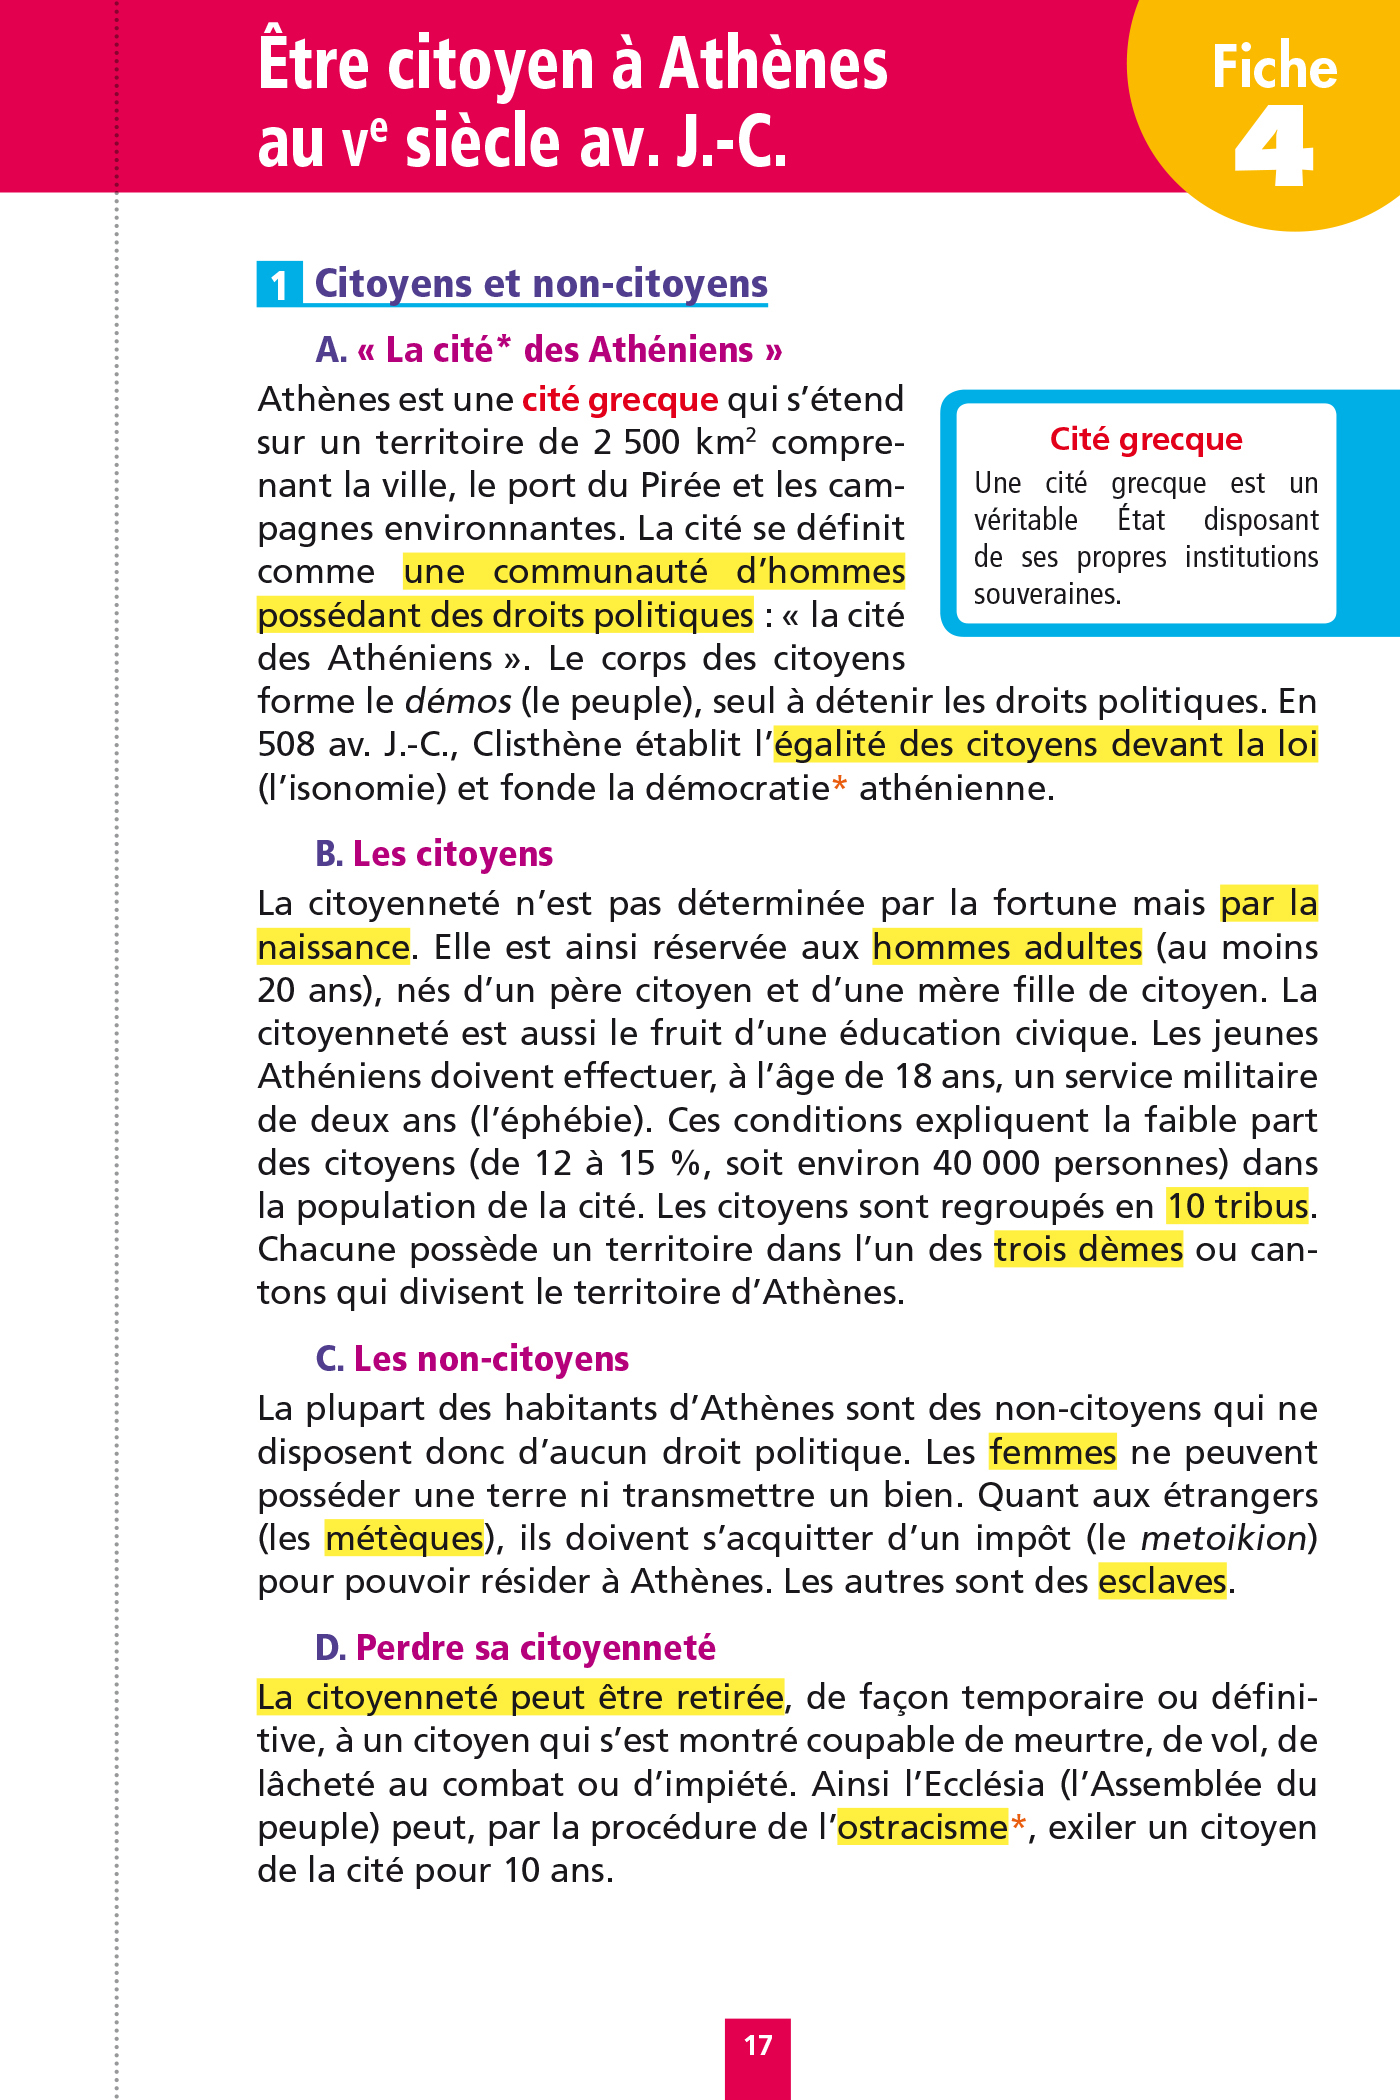 Être citoyen à Athènes
au Vᵉ siècle av. J.-C.
Fiche
4
1 Citoyens et non-citoyens
A. « La cité* des Athéniens »
Athènes est une cité grecque qui s’étend
sur un territoire de 2 500 km² compre-
nant la ville, le port du Pirée et les cam-
pagnes environnantes. La cité se définit
comme une communauté d’hommes
possédant des droits politiques : « la cité
des Athéniens ». Le corps des citoyens
forme le démos (le peuple), seul à détenir les droits politiques. En
508 av. J.-C., Clisthène établit l’égalité des citoyens devant la loi
(l’isonomie) et fonde la démocratie* athénienne.
Cité grecque
Une cité grecque est un
véritable État disposant
de ses propres institutions
souveraines.
B. Les citoyens
La citoyenneté n’est pas déterminée par la fortune mais par la
naissance. Elle est ainsi réservée aux hommes adultes (au moins
20 ans), nés d’un père citoyen et d’une mère fille de citoyen. La
citoyenneté est aussi le fruit d’une éducation civique. Les jeunes
Athéniens doivent effectuer, à l’âge de 18 ans, un service militaire
de deux ans (l’éphébie). Ces conditions expliquent la faible part
des citoyens (de 12 à 15 %, soit environ 40 000 personnes) dans
la population de la cité. Les citoyens sont regroupés en 10 tribus.
Chacune possède un territoire dans l’un des trois dèmes ou can-
tons qui divisent le territoire d’Athènes.
C. Les non-citoyens
La plupart des habitants d’Athènes sont des non-citoyens qui ne
disposent donc d’aucun droit politique. Les femmes ne peuvent
posséder une terre ni transmettre un bien. Quant aux étrangers
(les métèques), ils doivent s’acquitter d’un impôt (le metoikion)
pour pouvoir résider à Athènes. Les autres sont des esclaves.
D. Perdre sa citoyenneté
La citoyenneté peut être retirée, de façon temporaire ou défini-
tive, à un citoyen qui s’est montré coupable de meurtre, de vol, de
lâcheté au combat ou d’impiété. Ainsi l’Ecclésia (l’Assemblée du
peuple) peut, par la procédure de l’ostracisme*, exiler un citoyen
de la cité pour 10 ans.
17